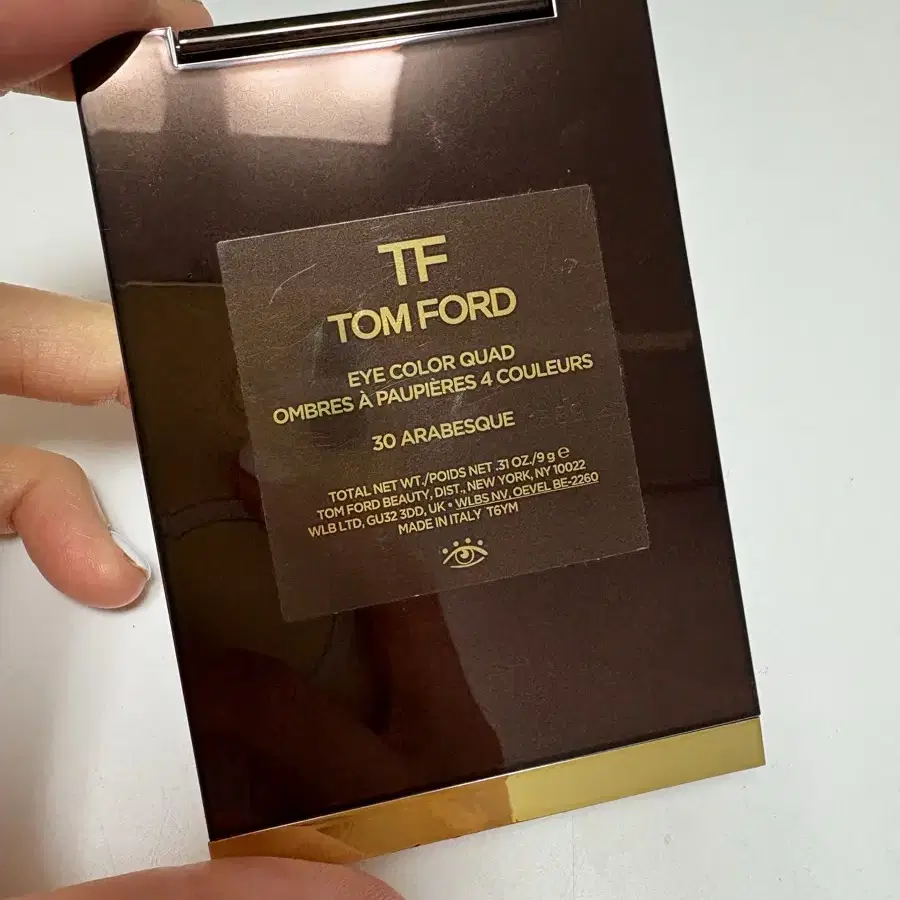 TF
TOM FORD
EYE COLOR QUAD
OMBRES À PAUPIÈRES 4 COULEURS
30 ARABESQUE
TOTAL NET WT./POIDS NET .31 OZ./9 g ℮
TOM FORD BEAUTY, DIST., NEW YORK, NY 10022
WLB LTD, GU32 3DD, UK • WLBS NV, OEVEL BE-2260
MADE IN ITALY T6YM